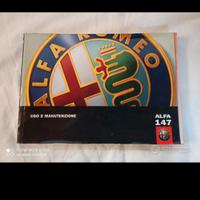 ALFA ROMEO
USO E MANUTENZIONE
ALFA
147